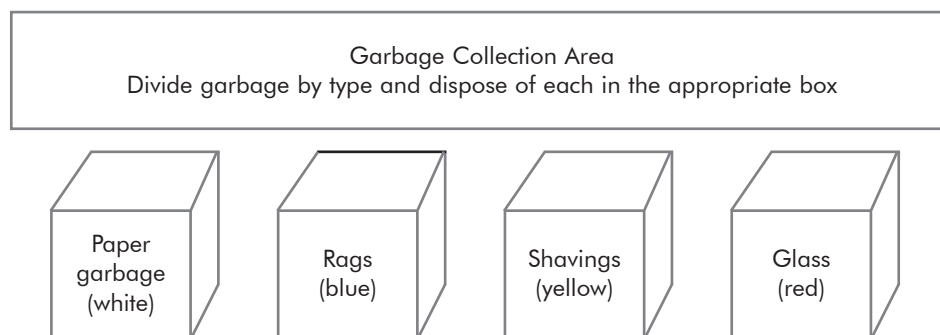 Garbage Collection Area
Divide garbage by type and dispose of each in the appropriate box
Paper
garbage
(white)
Rags
(blue)
Shavings
(yellow)
Glass
(red)